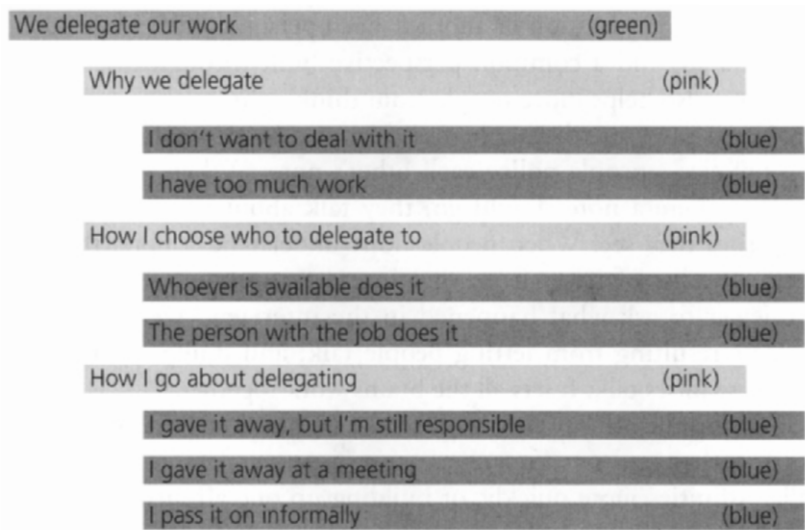 We delegate our work (green)
Why we delegate (pink)
I don't want to deal with it (blue)
I have too much work (blue)
How I choose who to delegate to (pink)
Whoever is available does it (blue)
The person with the job does it (blue)
How I go about delegating (pink)
I gave it away, but I'm still responsible (blue)
I gave it away at a meeting (blue)
I pass it on informally (blue)